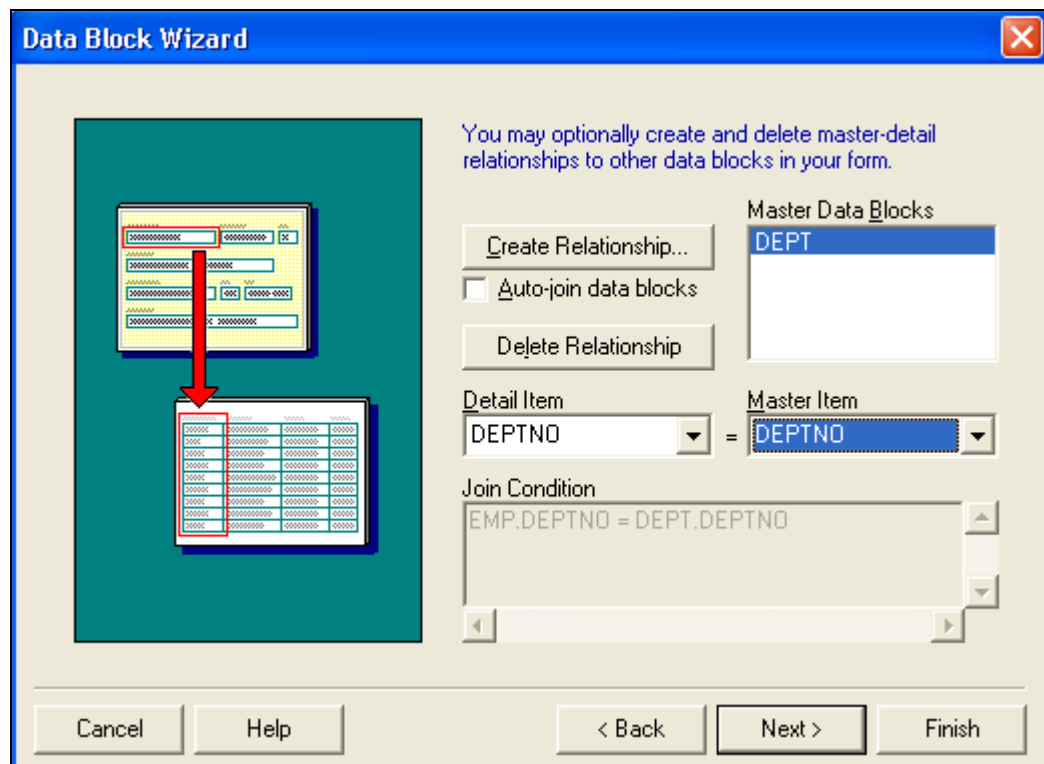 Data Block Wizard
You may optionally create and delete master-detail
relationships to other data blocks in your form.
Master Data Blocks
Create Relationship...
DEPT
Auto-join data blocks
Delete Relationship
Detail Item
Master Item
DEPTNO = DEPTNO
Join Condition
EMP.DEPTNO = DEPT.DEPTNO
Cancel Help < Back Next > Finish